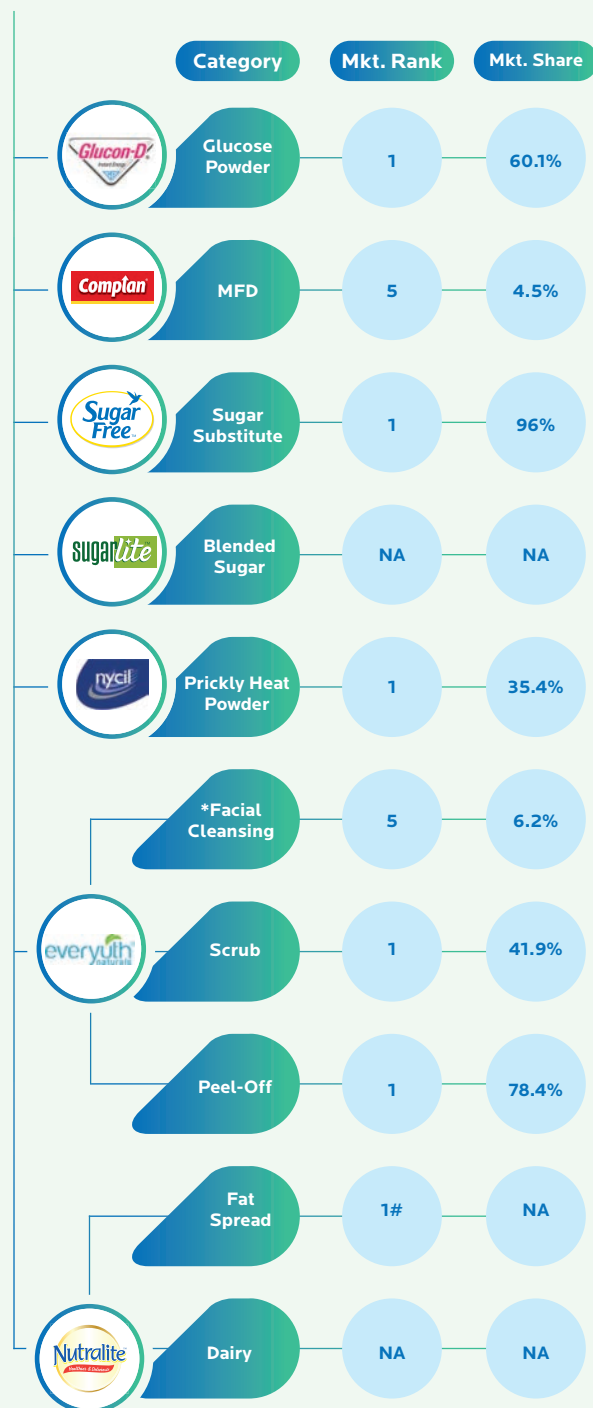 Category
Mkt. Rank
Mkt. Share
Glucon-D
Instant Energy
Glucose
Powder
1
60.1%
Complan
MFD
5
4.5%
Sugar
Free
Sugar
Substitute
1
96%
sugarlite
Blended
Sugar
NA
NA
nycil
Prickly Heat
Powder
1
35.4%
*Facial
Cleansing
5
6.2%
everyuth
naturals
Scrub
1
41.9%
Peel-Off
1
78.4%
Fat
Spread
1#
NA
Nutralite
Dairy
NA
NA